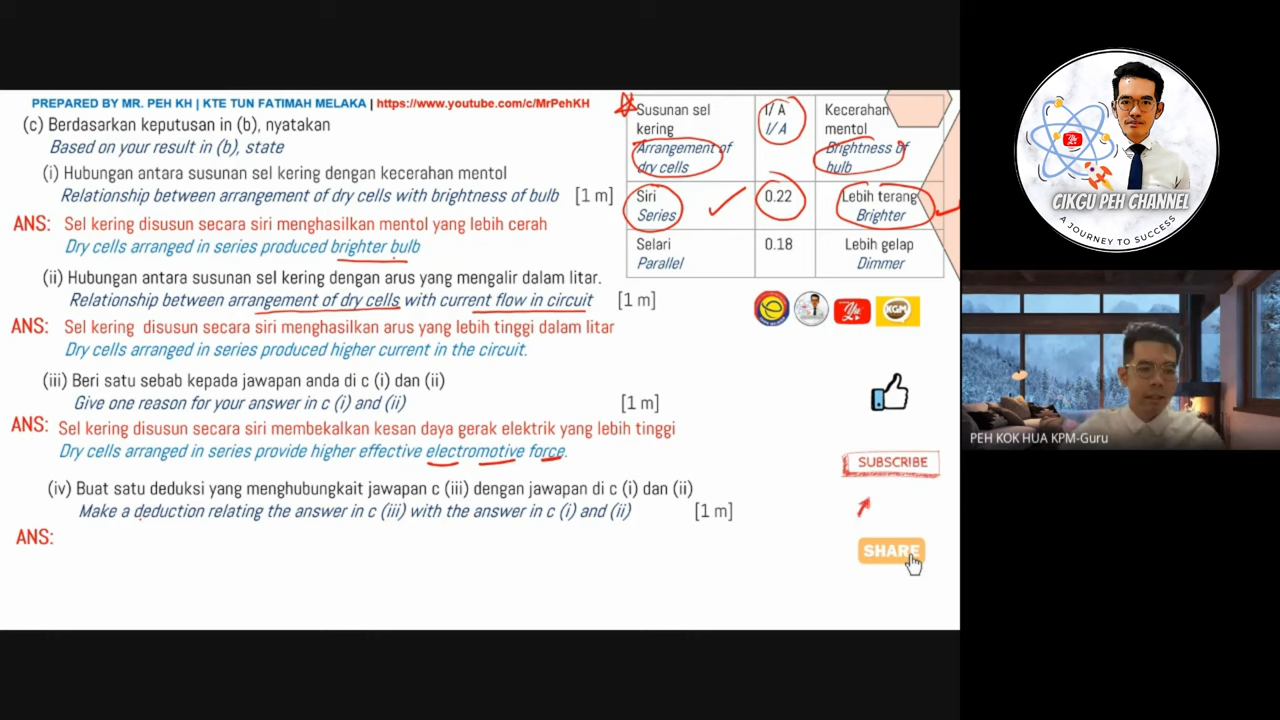 PREPARED BY MR. PEH KH | KTE TUN FATIMAH MELAKA | https://www.youtube.com/c/MrPehKH
(c) Berdasarkan keputusan in (b), nyatakan
Based on your result in (b), state
(i) Hubungan antara susunan sel kering dengan kecerahan mentol
Relationship between arrangement of dry cells with brightness of bulb [1 m]
ANS: Sel kering disusun secara siri menghasilkan mentol yang lebih cerah
Dry cells arranged in series produced brighter bulb
(ii) Hubungan antara susunan sel kering dengan arus yang mengalir dalam litar.
Relationship between arrangement of dry cells with current flow in circuit [1 m]
ANS: Sel kering disusun secara siri menghasilkan arus yang lebih tinggi dalam litar
Dry cells arranged in series produced higher current in the circuit.
(iii) Beri satu sebab kepada jawapan anda di c (i) dan (ii)
Give one reason for your answer in c (i) and (ii) [1 m]
ANS: Sel kering disusun secara siri membekalkan kesan daya gerak elektrik yang lebih tinggi
Dry cells arranged in series provide higher effective electromotive force.
(iv) Buat satu deduksi yang menghubungkait jawapan c (iii) dengan jawapan di c (i) dan (ii)
Make a deduction relating the answer in c (iii) with the answer in c (i) and (ii) [1 m]
ANS:
Susunan sel I/ A Kecerahan
kering I/ A mentol
Arrangement of Brightness of
dry cells bulb
Siri 0.22 Lebih terang
Series Brighter
Selari 0.18 Lebih gelap
Parallel Dimmer
KGM
SUBSCRIBE
SHARE
CIKGU PEH CHANNEL
A JOURNEY TO SUCCESS
PEH KOK HUA KPM-Guru